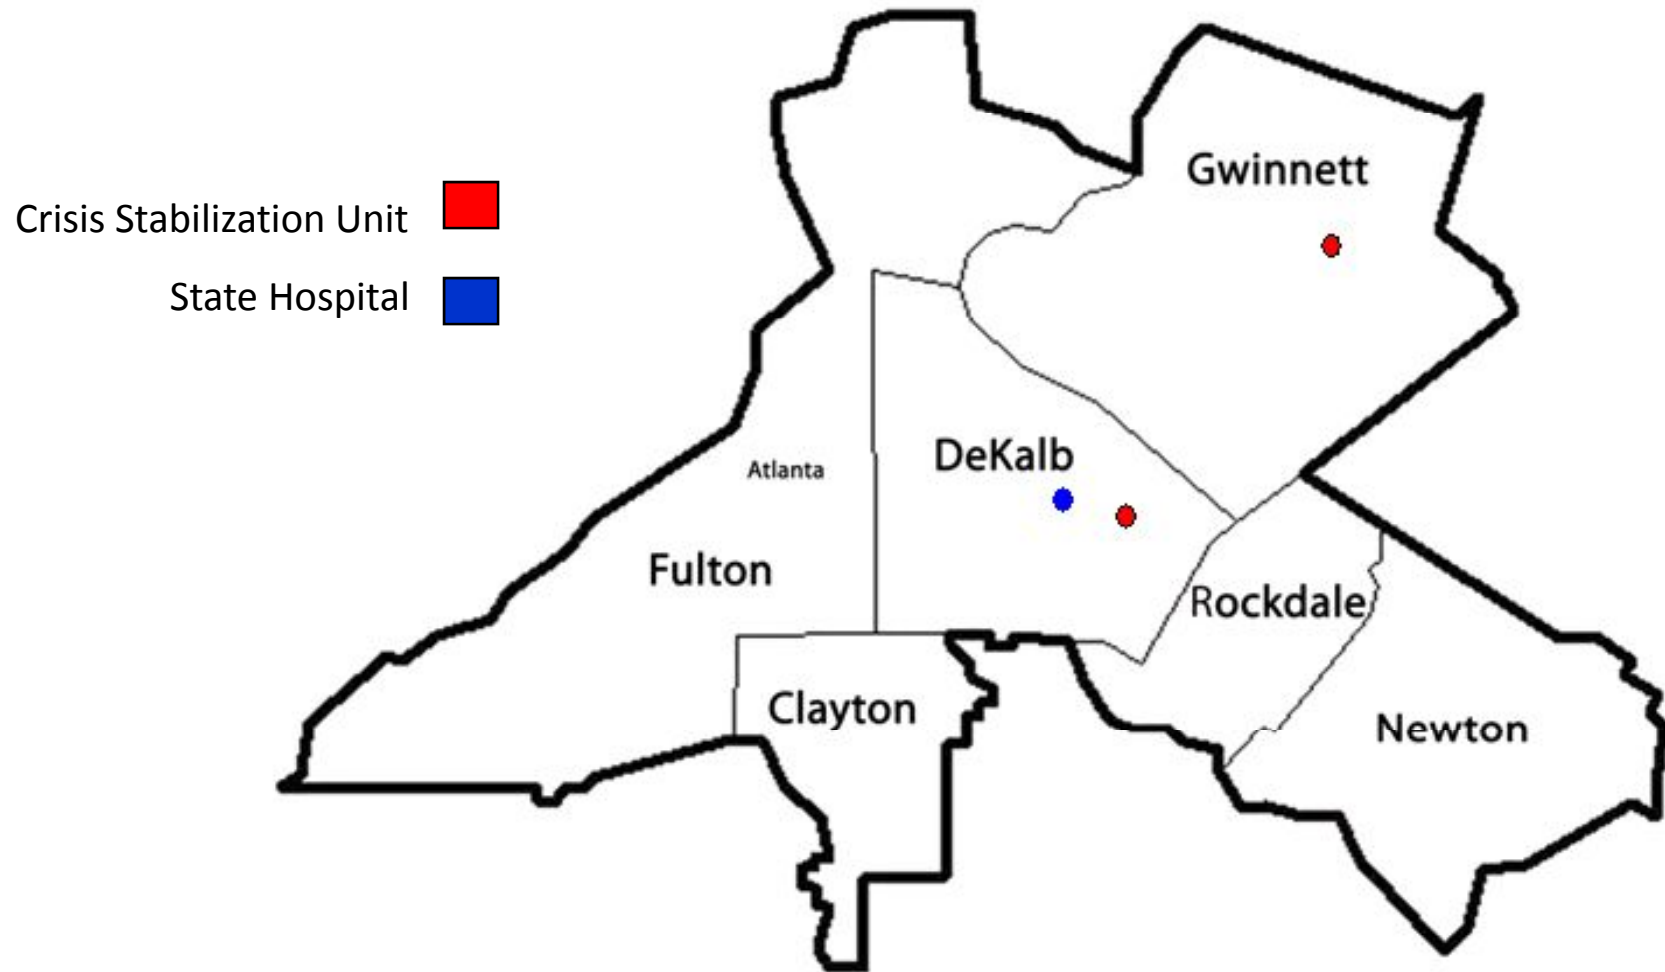 Crisis Stabilization Unit
State Hospital
Gwinnett
DeKalb
Atlanta
Fulton
Rockdale
Clayton
Newton